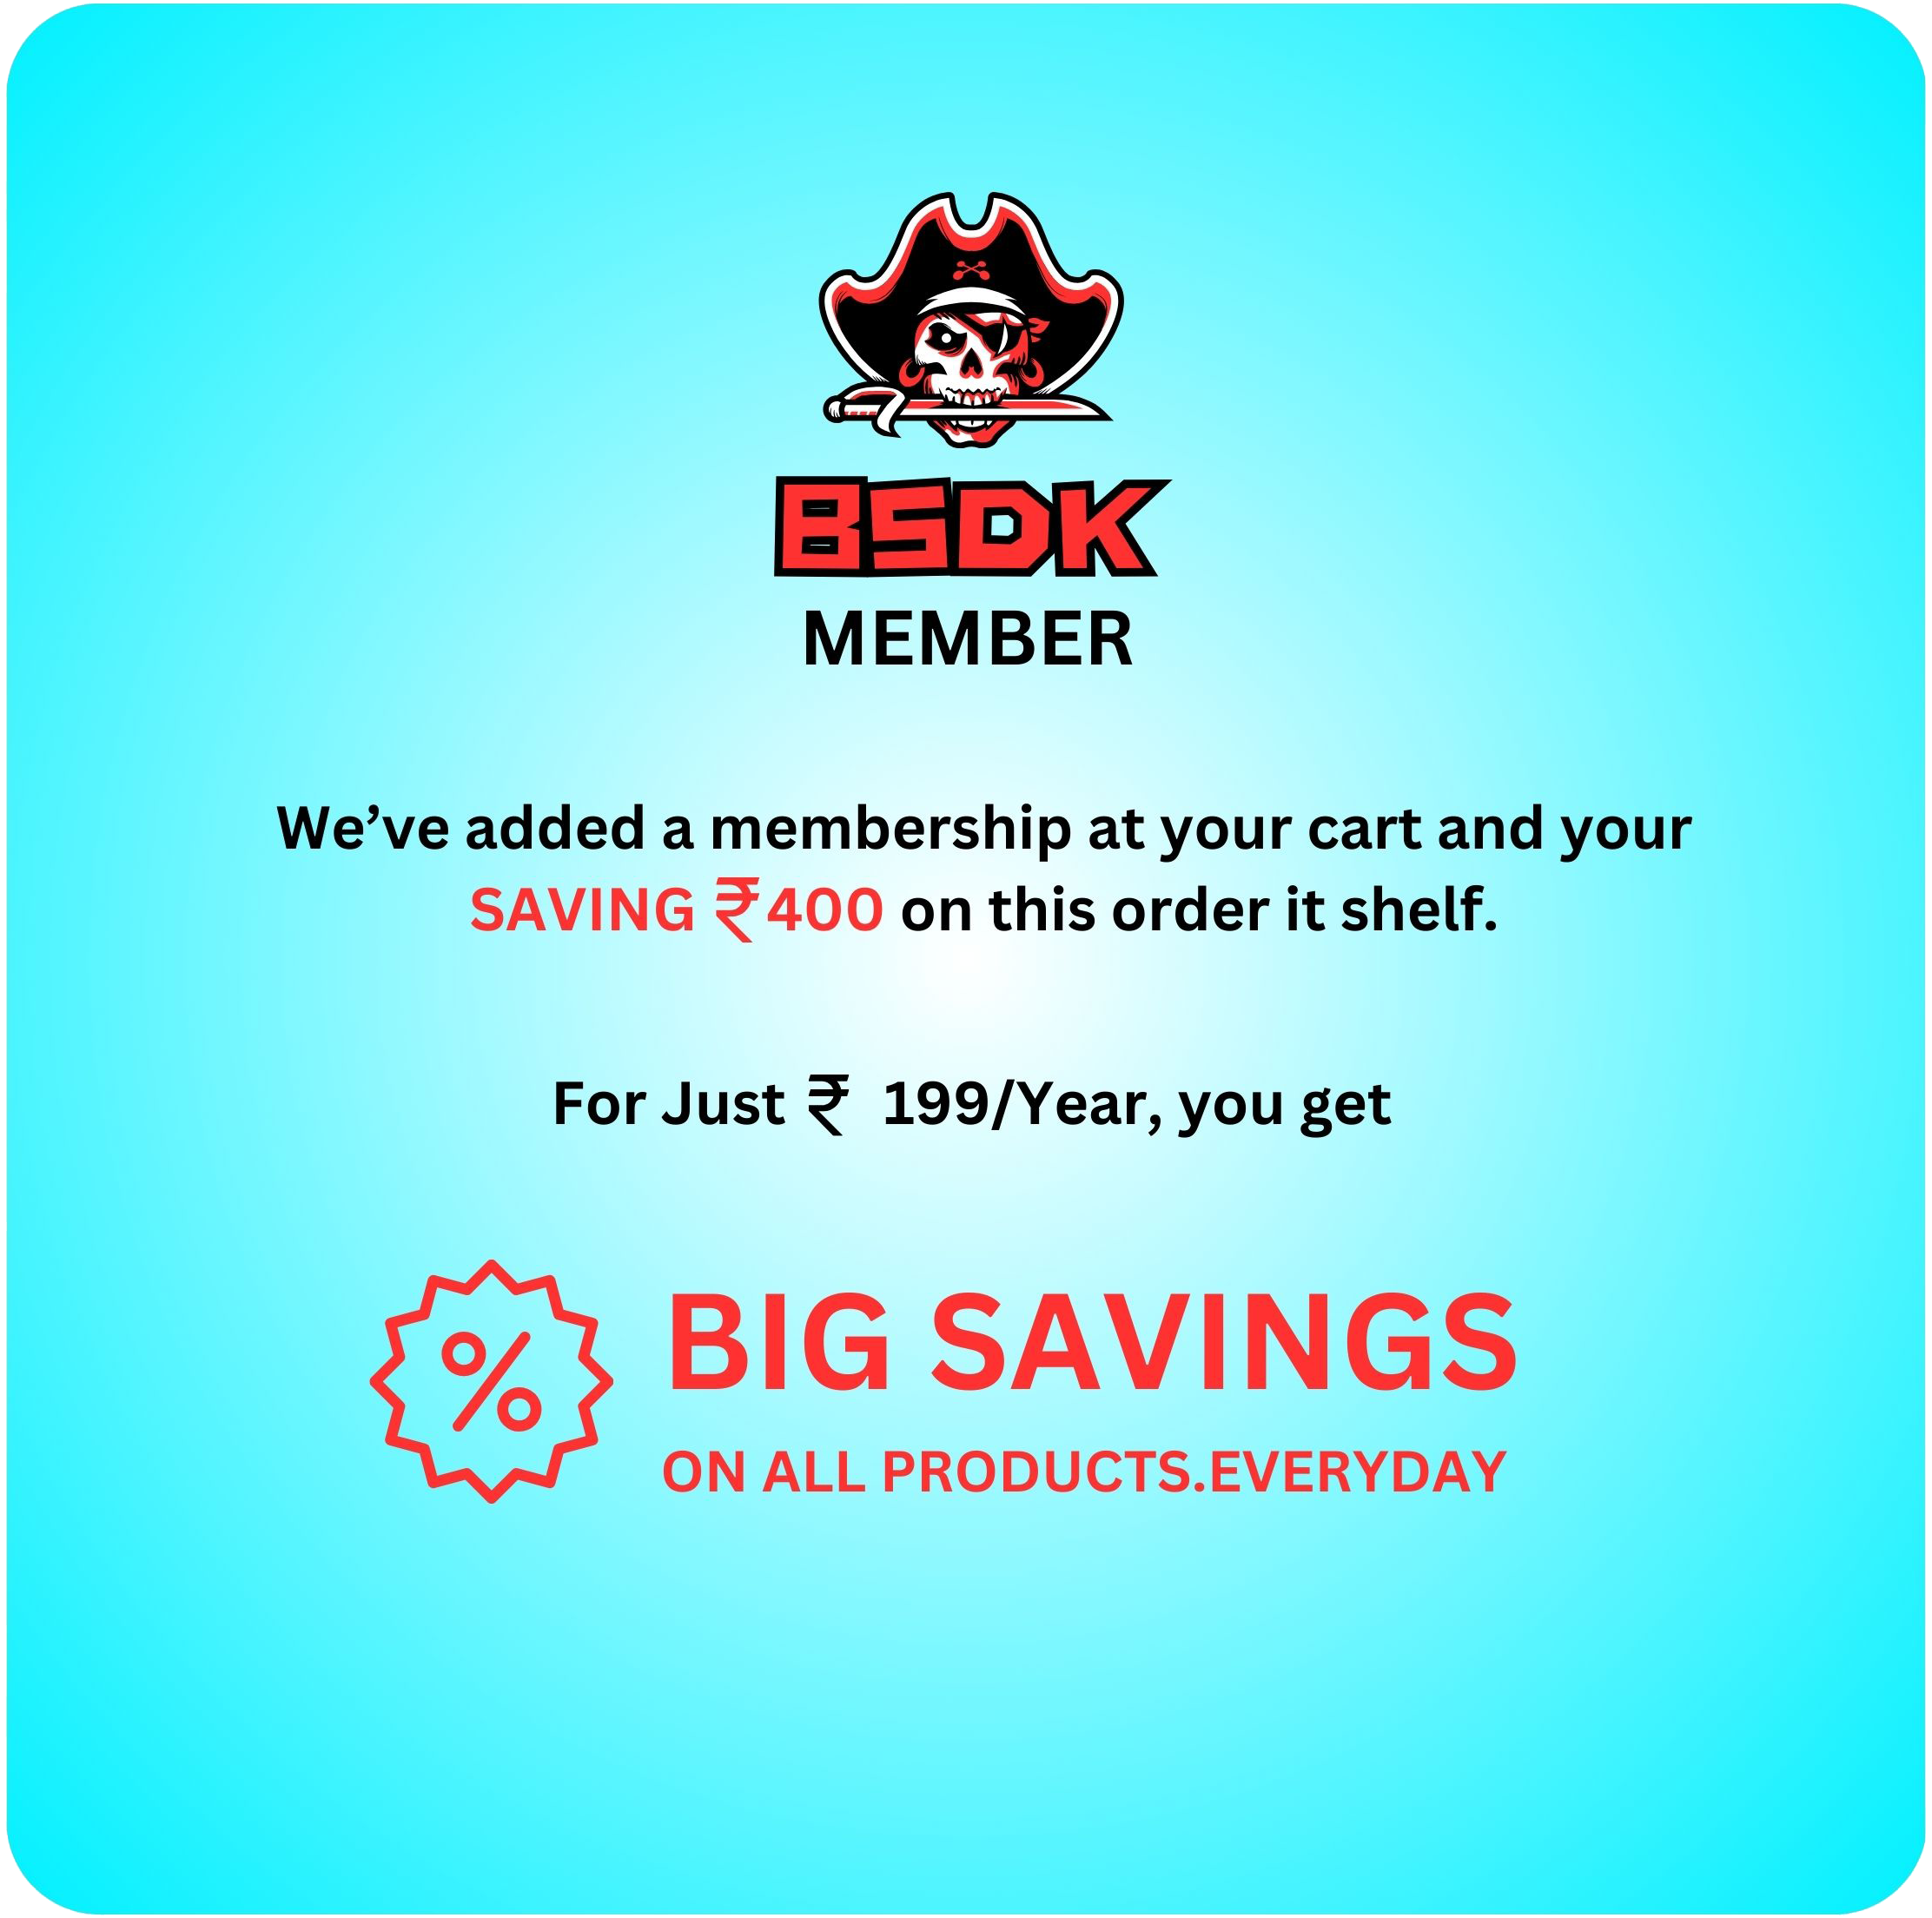 BSDK
MEMBER
We’ve added a membership at your cart and your
SAVING ₹400 on this order it shelf.
For Just ₹ 199/Year, you get
%
BIG SAVINGS
ON ALL PRODUCTS.EVERYDAY